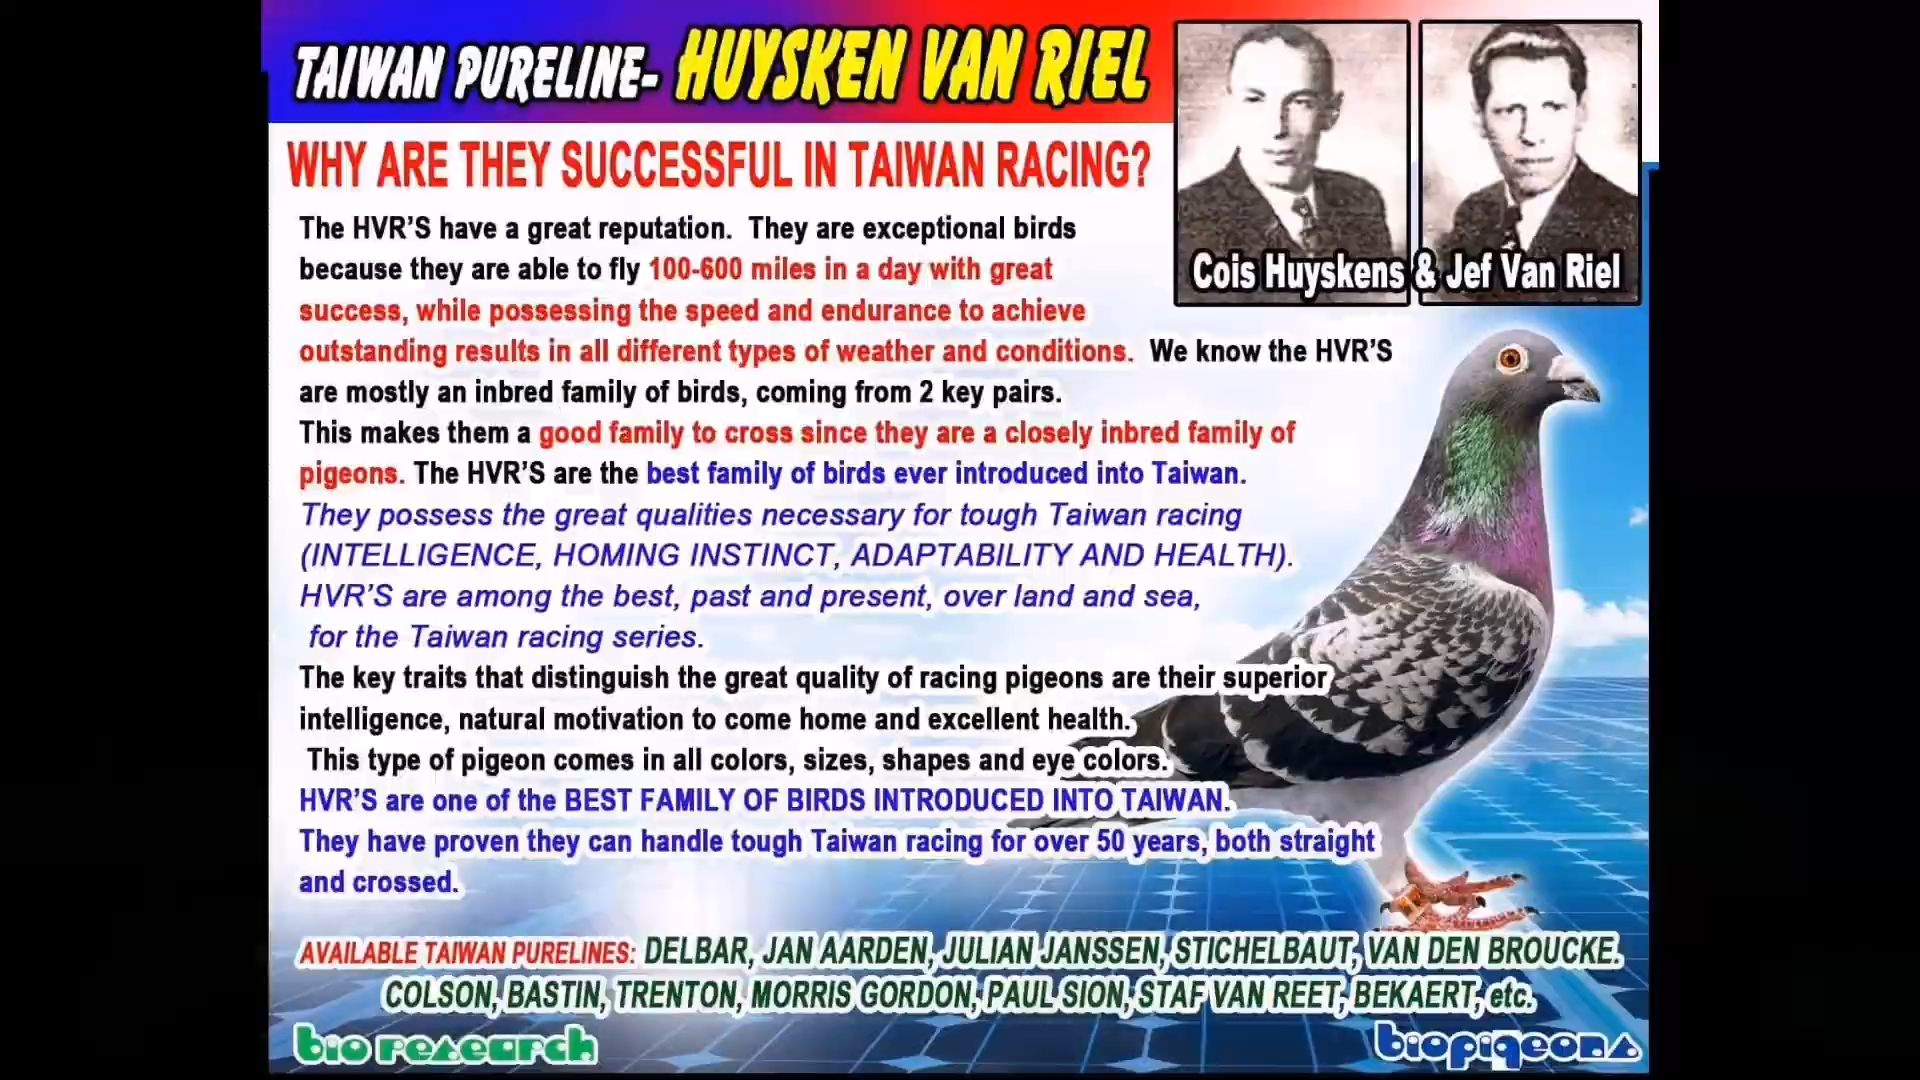 TAIWAN PURELINE- HUYSKEN VAN RIEL
Cois Huyskens & Jef Van Riel
WHY ARE THEY SUCCESSFUL IN TAIWAN RACING?
The HVR'S have a great reputation. They are exceptional birds
because they are able to fly 100-600 miles in a day with great
success, while possessing the speed and endurance to achieve
outstanding results in all different types of weather and conditions. We know the HVR'S
are mostly an inbred family of birds, coming from 2 key pairs.
This makes them a good family to cross since they are a closely inbred family of
pigeons. The HVR'S are the best family of birds ever introduced into Taiwan.
They possess the great qualities necessary for tough Taiwan racing
(INTELLIGENCE, HOMING INSTINCT, ADAPTABILITY AND HEALTH).
HVR'S are among the best, past and present, over land and sea,
for the Taiwan racing series.
The key traits that distinguish the great quality of racing pigeons are their superior
intelligence, natural motivation to come home and excellent health.
This type of pigeon comes in all colors, sizes, shapes and eye colors.
HVR'S are one of the BEST FAMILY OF BIRDS INTRODUCED INTO TAIWAN.
They have proven they can handle tough Taiwan racing for over 50 years, both straight
and crossed.
AVAILABLE TAIWAN PURELINES: DELBAR, JAN AARDEN, JULIAN JANSSEN, STICHELBAUT, VAN DEN BROUCKE.
COLSON, BASTIN, TRENTON, MORRIS GORDON, PAUL SION, STAF VAN REET, BEKAERT, etc.
bio research
biopigeons